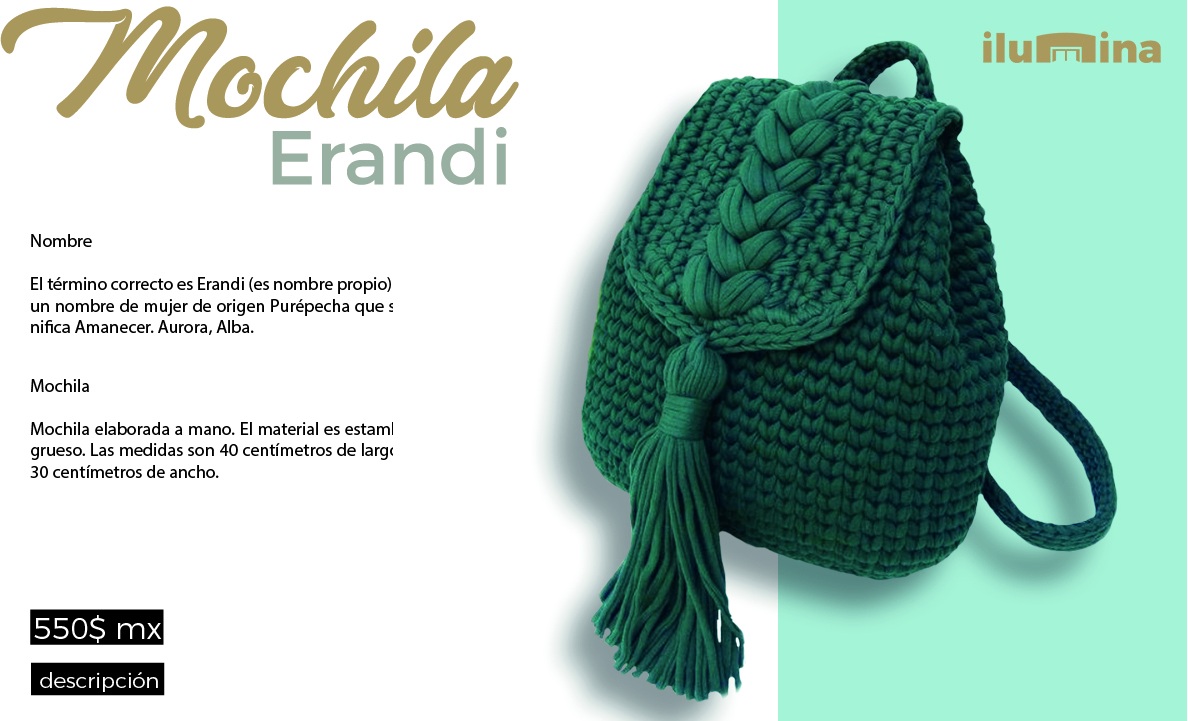 Mochila
ilumina
Erandi
Nombre
El término correcto es Erandi (es nombre propio)
un nombre de mujer de origen Purépecha que
nifica Amanecer. Aurora, Alba.
Mochila
Mochila elaborada a mano. El material es
grueso. Las medidas son 40 centímetros de
30 centímetros de ancho.
550$ mx
descripción